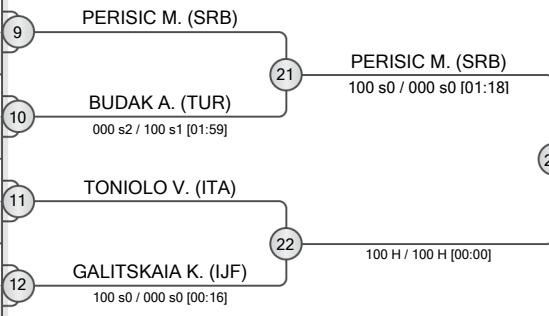 9
PERISIC M. (SRB)
21
PERISIC M. (SRB)
100 s0 / 000 s0 [01:18]
10
BUDAK A. (TUR)
000 s2 / 100 s1 [01:59]
11
TONIOLO V. (ITA)
22
100 H / 100 H [00:00]
12
GALITSKAIA K. (IJF)
100 s0 / 000 s0 [00:16]